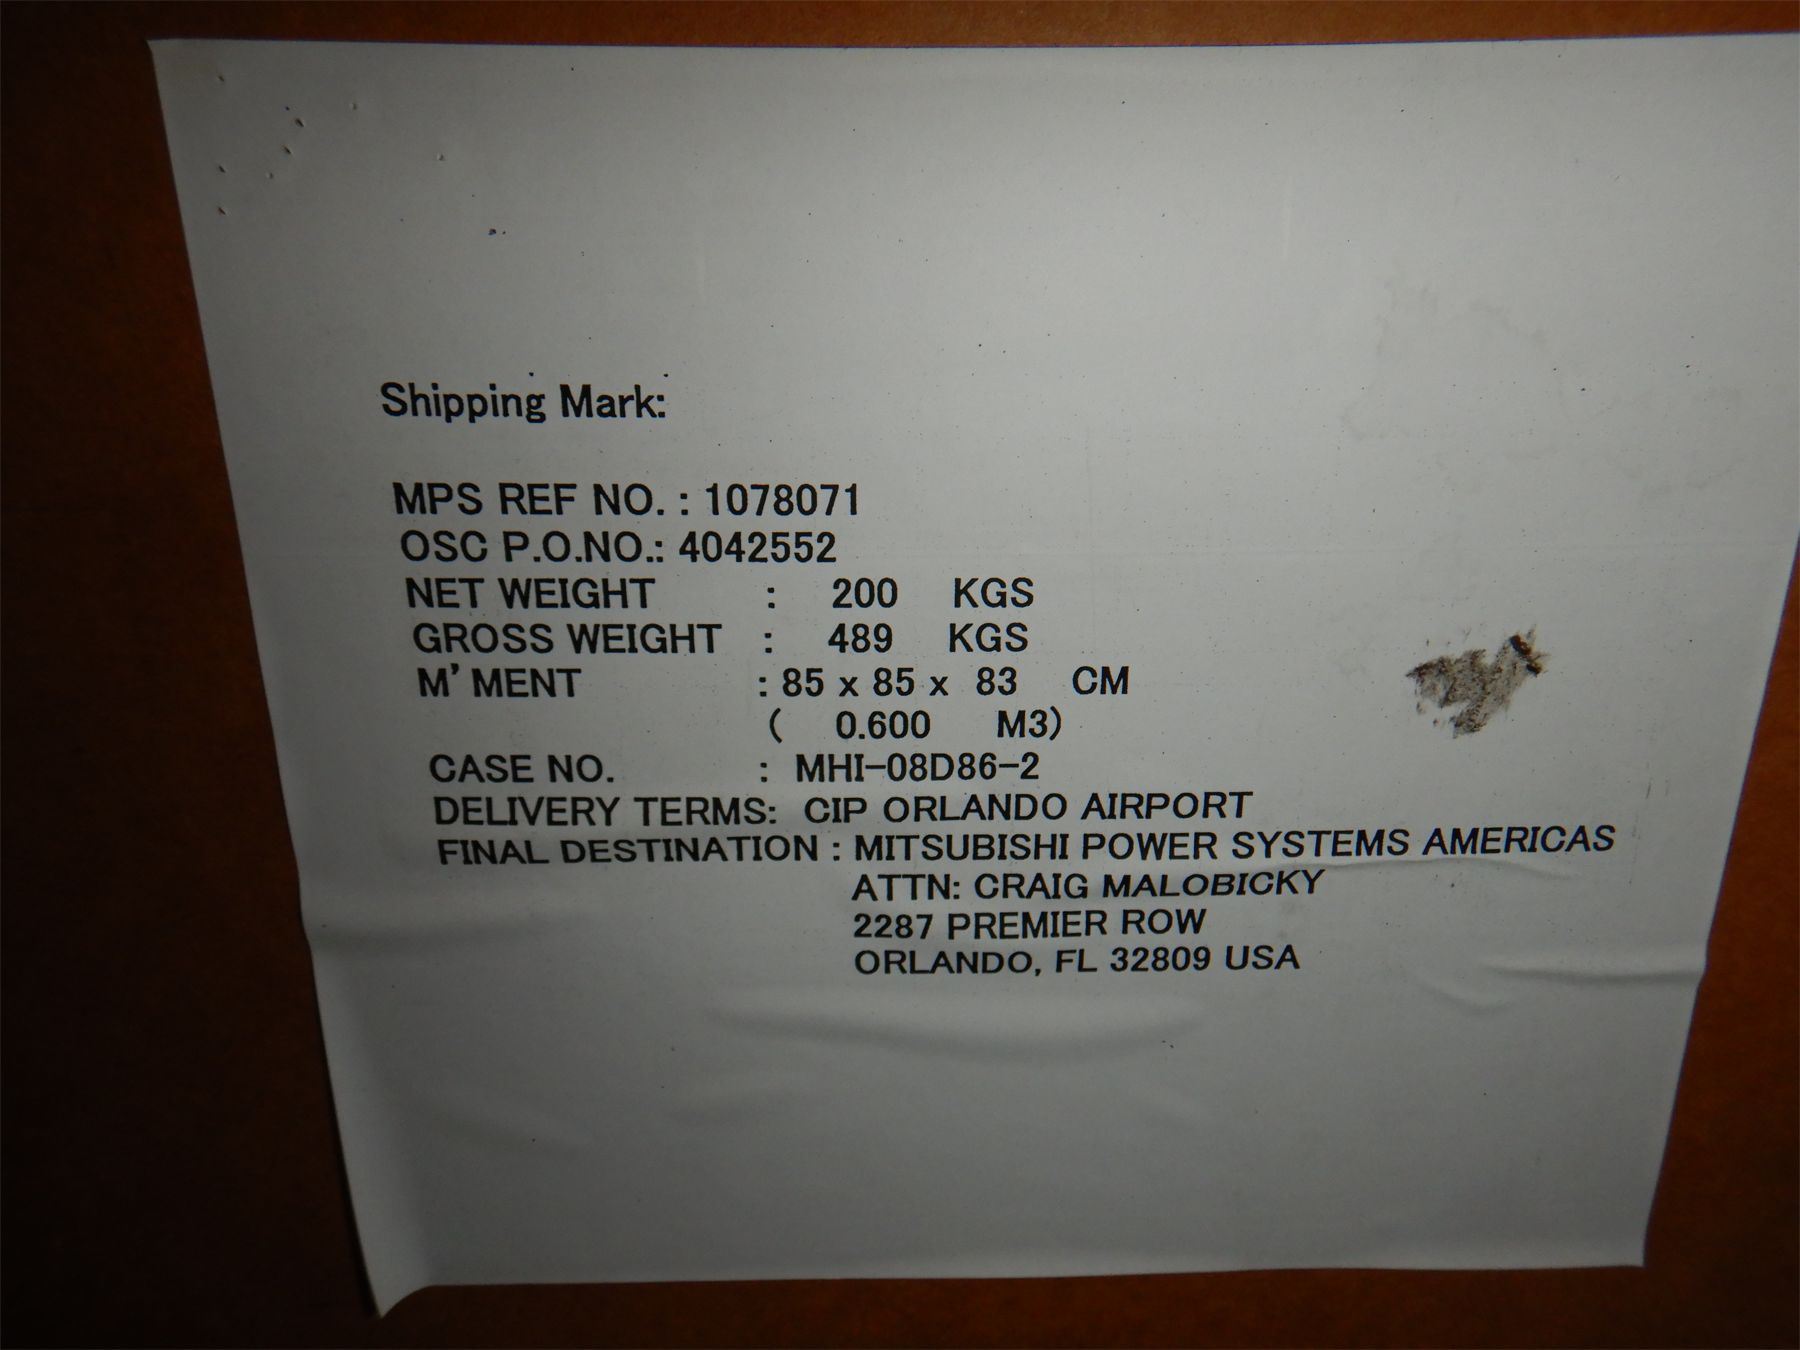 Shipping Mark:
MPS REF NO. : 1078071
OSC P.O.NO.: 4042552
NET WEIGHT : 200 KGS
GROSS WEIGHT : 489 KGS
M' MENT : 85 x 85 x 83 CM
( 0.600 M3)
CASE NO. : MHI-08D86-2
DELIVERY TERMS: CIP ORLANDO AIRPORT
FINAL DESTINATION : MITSUBISHI POWER SYSTEMS AMERICAS
ATTN: CRAIG MALOBICKY
2287 PREMIER ROW
ORLANDO, FL 32809 USA